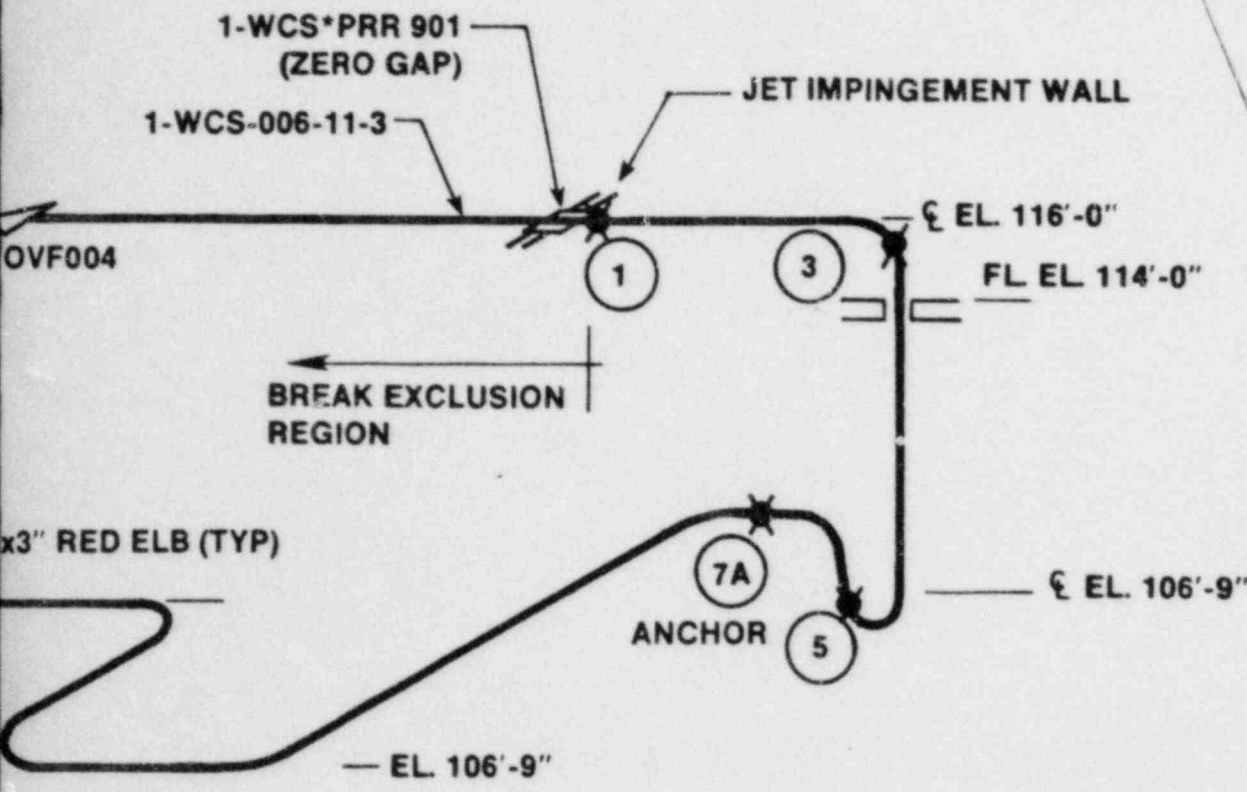 1-WCS*PRR 901
(ZERO GAP)
JET IMPINGEMENT WALL
1-WCS-006-11-3
℄ EL. 116'-0"
OVF004
1
3
FL. EL. 114'-0"
BREAK EXCLUSION
REGION
x3" RED ELB (TYP)
7A
℄ EL. 106'-9"
ANCHOR
5
EL. 106'-9"